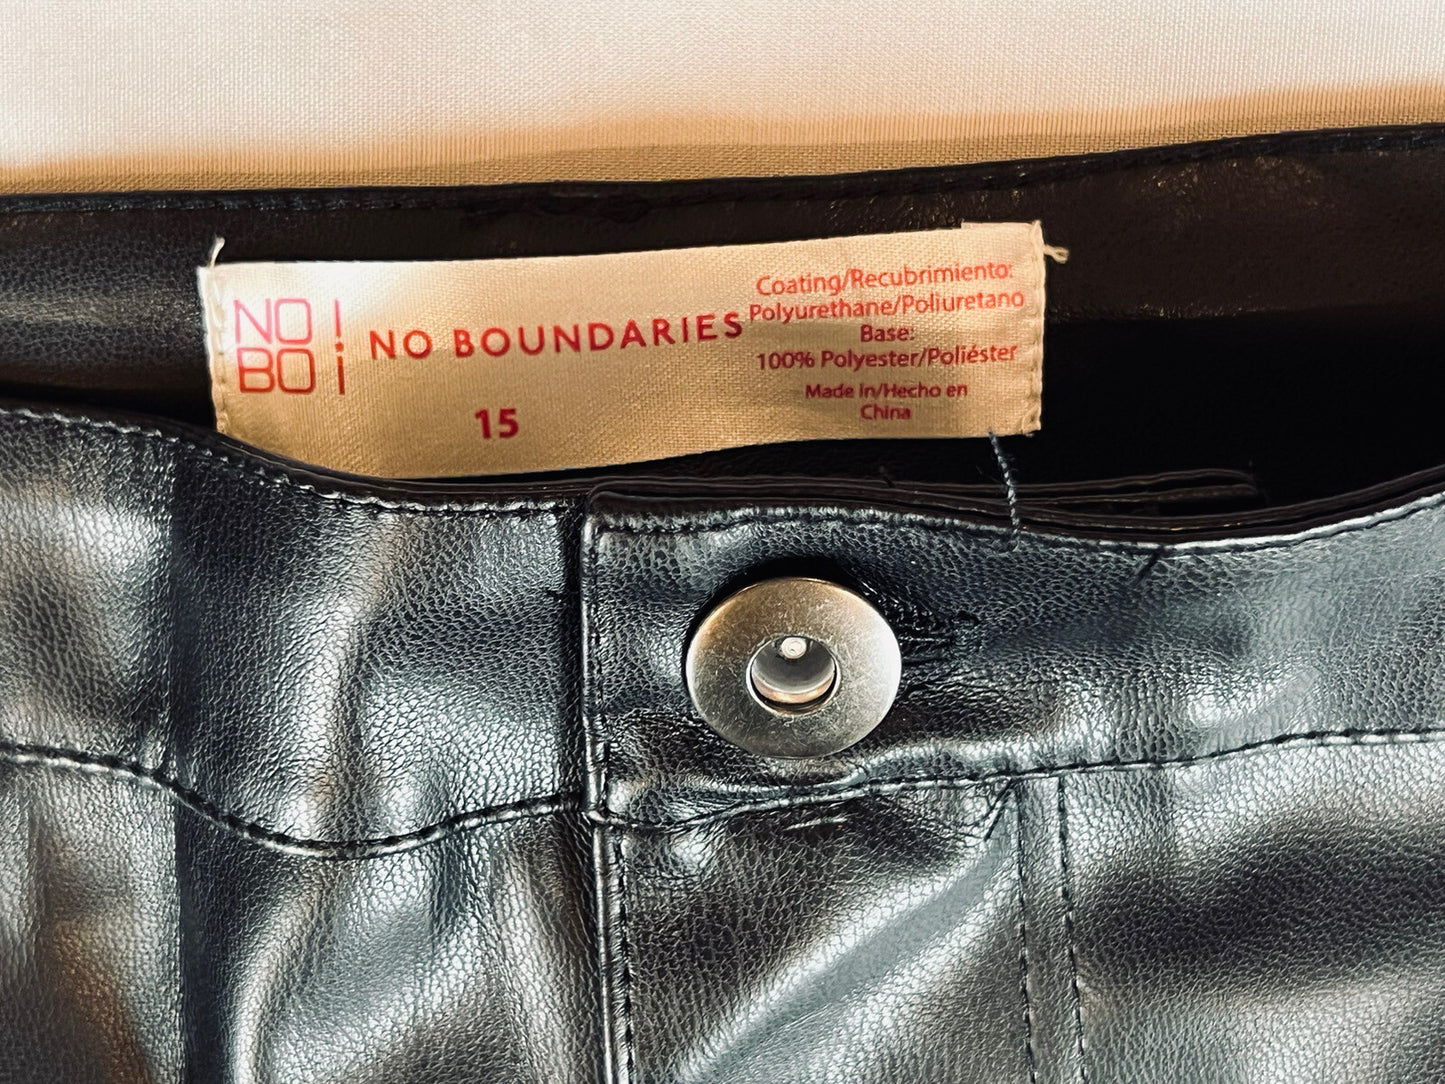 NO!
BO¡
NO BOUNDARIES
15
Coating/Recubrimiento:
Polyurethane/Poliuretano
Base:
100% Polyester/Poliéster
Made in/Hecho en
China